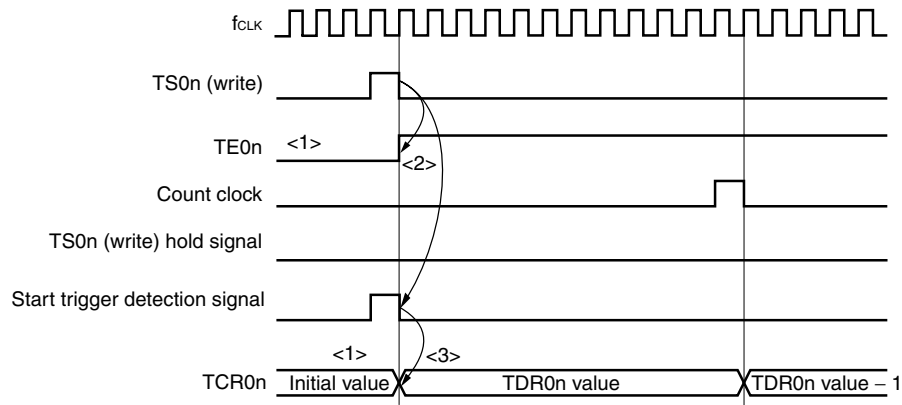 fCLK
TS0n (write)
TE0n
<1>
<2>
Count clock
TS0n (write) hold signal
Start trigger detection signal
<1>
<3>
TCR0n
Initial value
TDR0n value
TDR0n value – 1